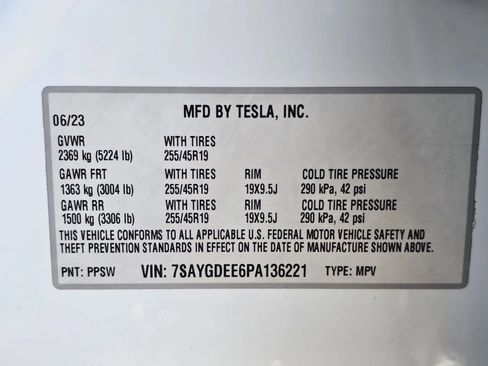 06/23 MFD BY TESLA, INC.
GVWR WITH TIRES
2369 kg (5224 lb) 255/45R19
GAWR FRT WITH TIRES RIM COLD TIRE PRESSURE
1363 kg (3004 lb) 255/45R19 19X9.5J 290 kPa, 42 psi
GAWR RR WITH TIRES RIM COLD TIRE PRESSURE
1500 kg (3306 lb) 255/45R19 19X9.5J 290 kPa, 42 psi
THIS VEHICLE CONFORMS TO ALL APPLICABLE U.S. FEDERAL MOTOR VEHICLE SAFETY AND
THEFT PREVENTION STANDARDS IN EFFECT ON THE DATE OF MANUFACTURE SHOWN ABOVE.
PNT: PPSW VIN: 7SAYGDEE6PA136221 TYPE: MPV